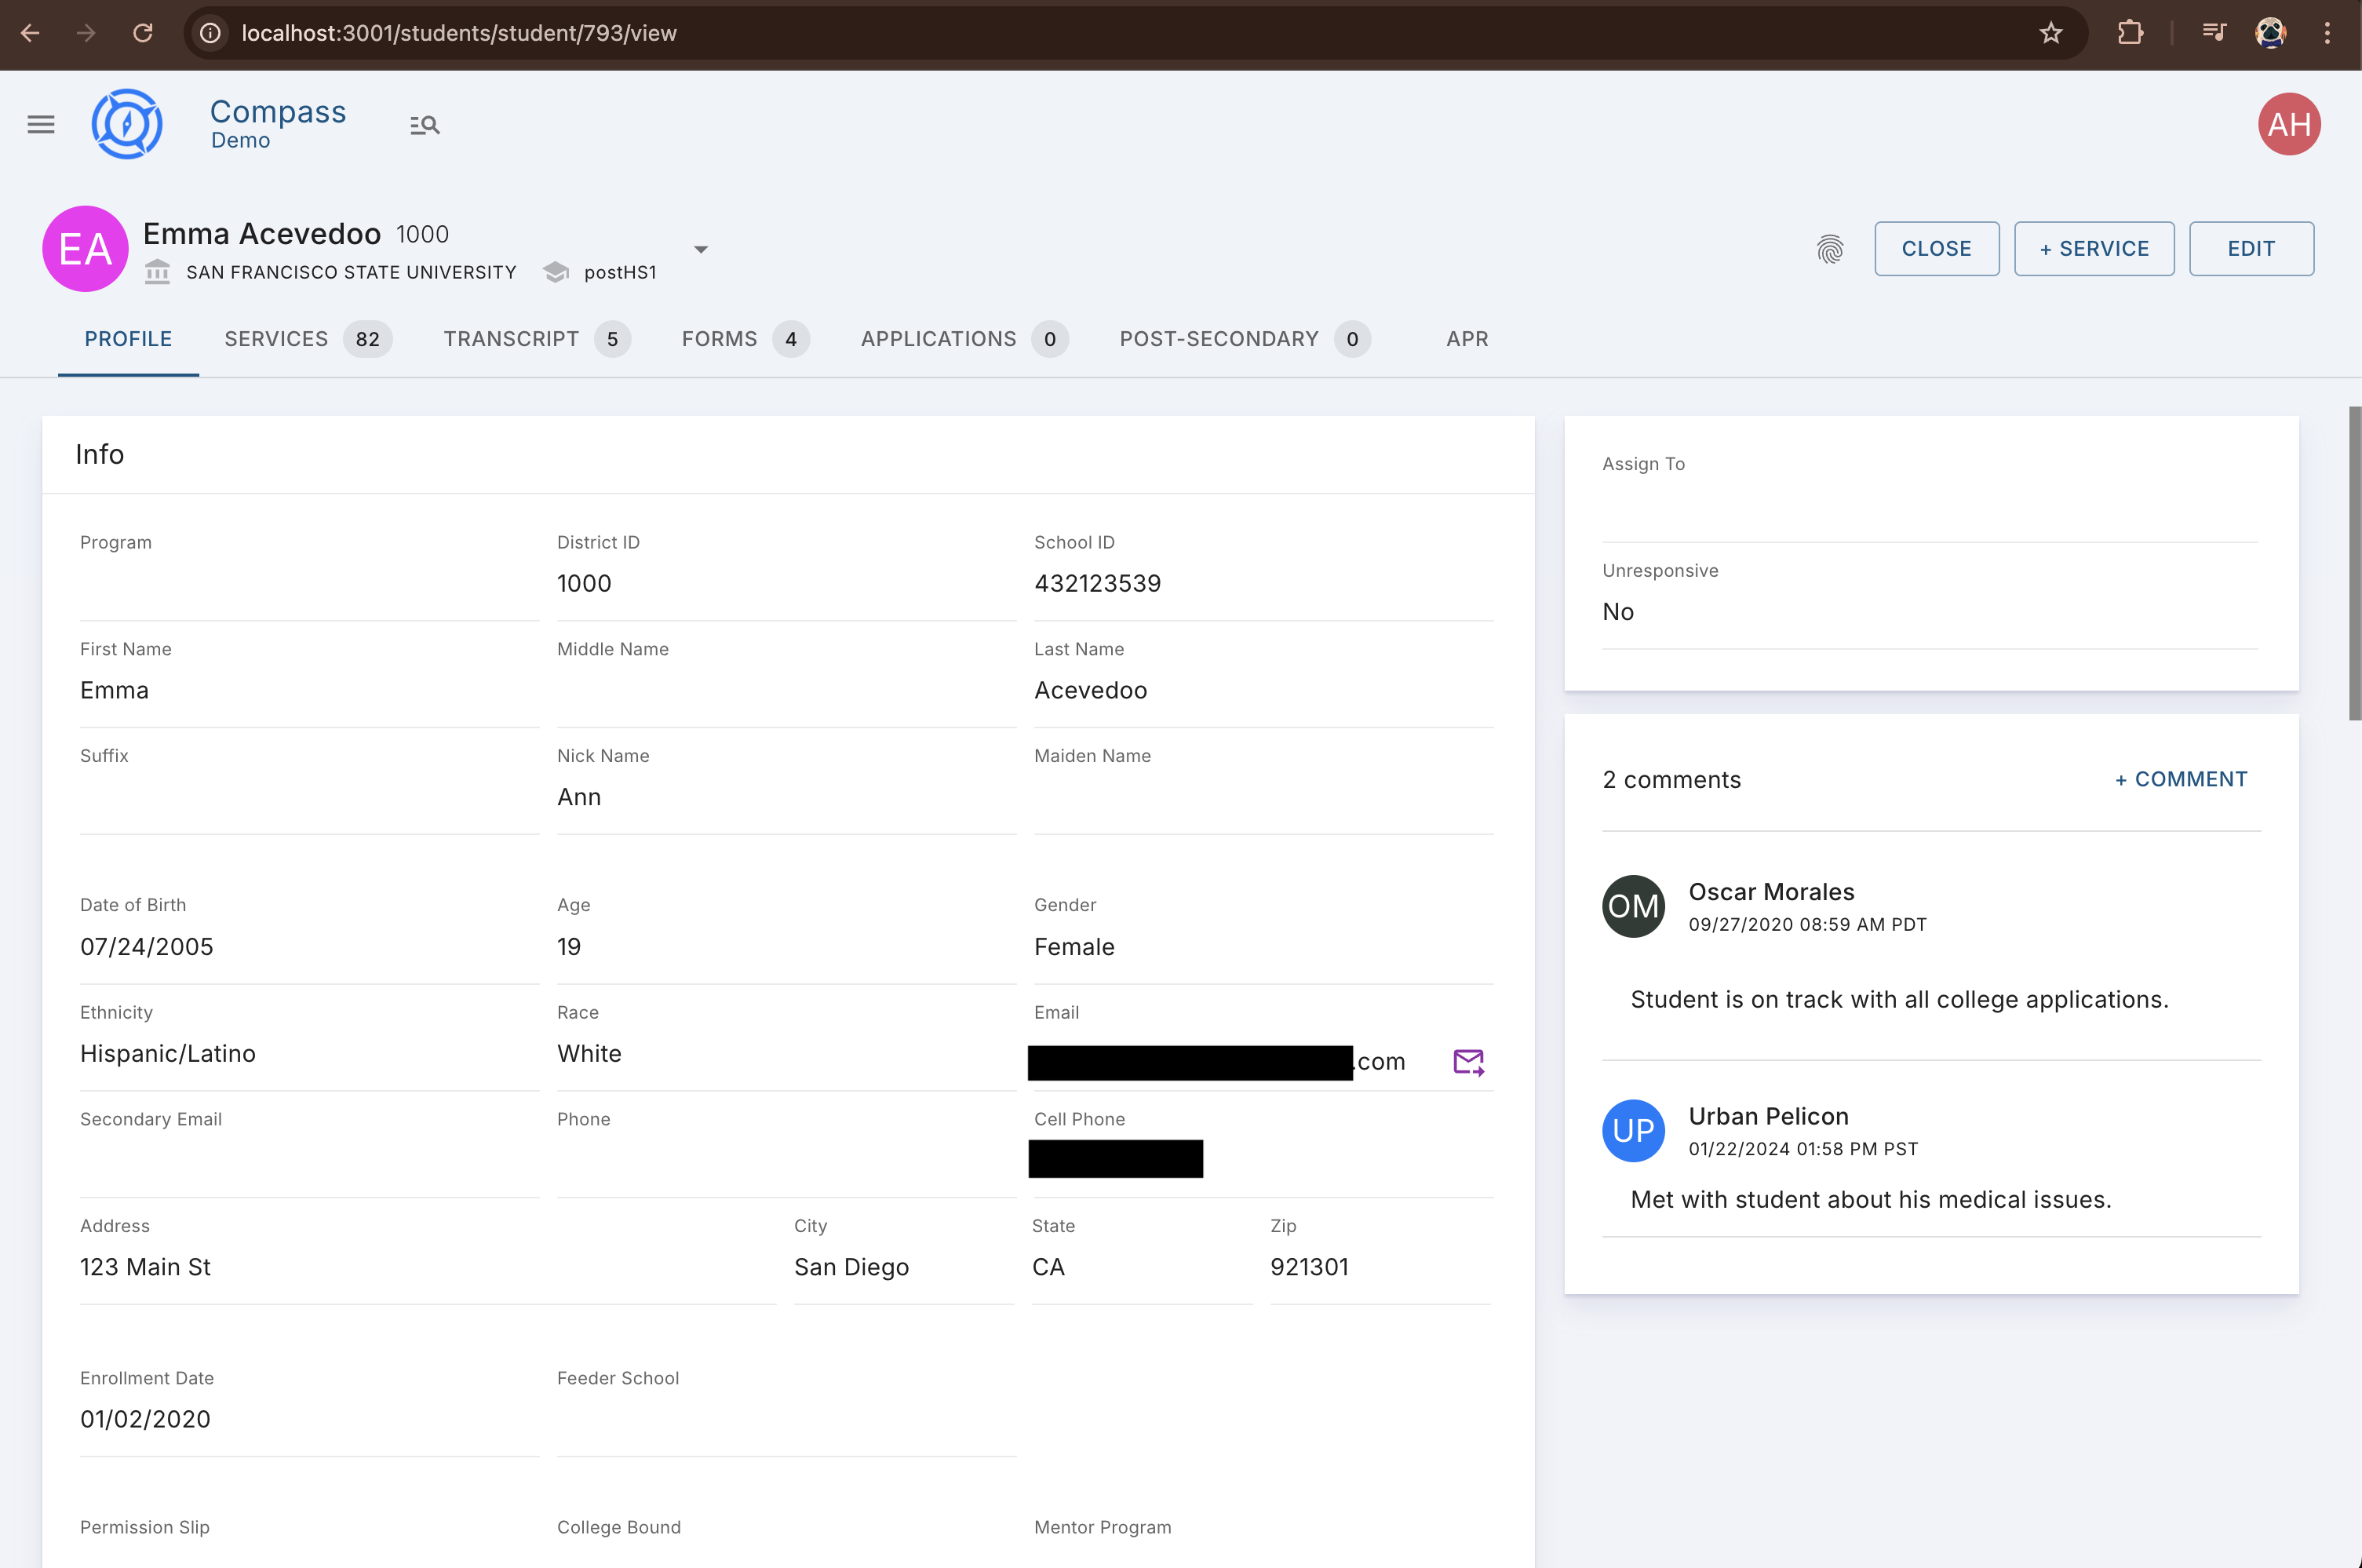 localhost:3001/students/student/793/view
Compass
Demo
AH
EA
Emma Acevedoo 1000
SAN FRANCISCO STATE UNIVERSITY postHS1
CLOSE
+ SERVICE
EDIT
PROFILE SERVICES 82 TRANSCRIPT 5 FORMS 4 APPLICATIONS 0 POST-SECONDARY 0 APR
Info
Program District ID School ID
1000 432123539
First Name Middle Name Last Name
Emma Acevedoo
Suffix Nick Name Maiden Name
Ann
Date of Birth Age Gender
07/24/2005 19 Female
Ethnicity Race Email
Hispanic/Latino White .com
Secondary Email Phone Cell Phone
Address City State Zip
123 Main St San Diego CA 921301
Enrollment Date Feeder School
01/02/2020
Permission Slip College Bound Mentor Program
Assign To
Unresponsive
No
2 comments + COMMENT
OM
Oscar Morales
09/27/2020 08:59 AM PDT
Student is on track with all college applications.
UP
Urban Pelicon
01/22/2024 01:58 PM PST
Met with student about his medical issues.